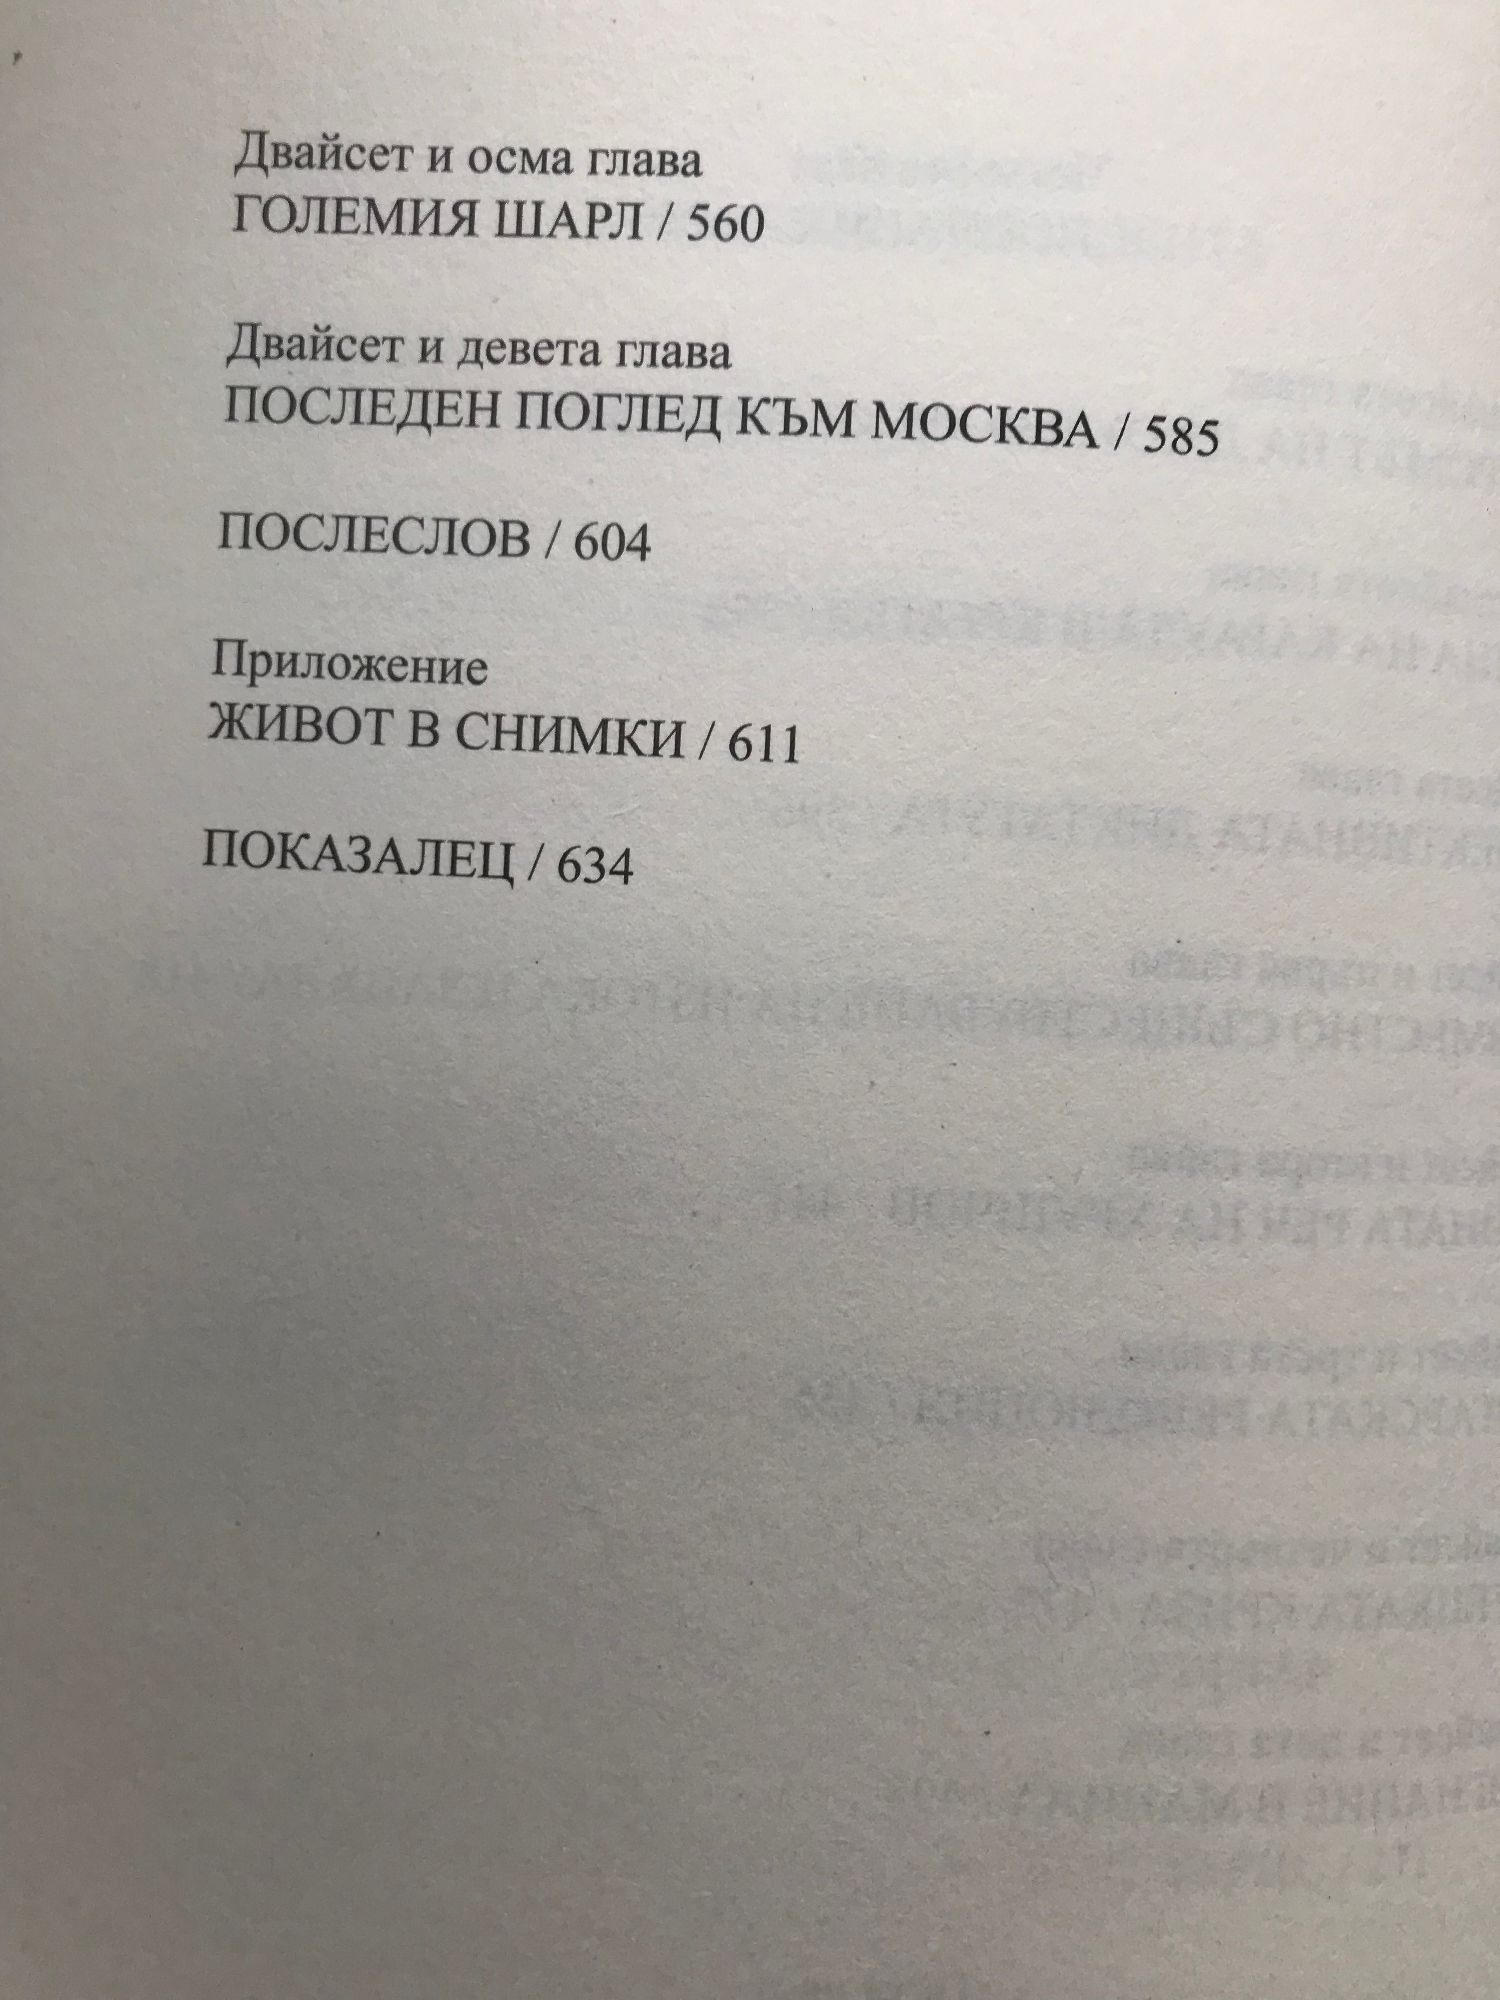 Двайсет и осма глава
ГОЛЕМИЯ ШАРЛ / 560
Двайсет и девета глава
ПОСЛЕДЕН ПОГЛЕД КЪМ МОСКВА / 585
ПОСЛЕСЛОВ / 604
Приложение
ЖИВОТ В СНИМКИ / 611
ПОКАЗАЛЕЦ / 634